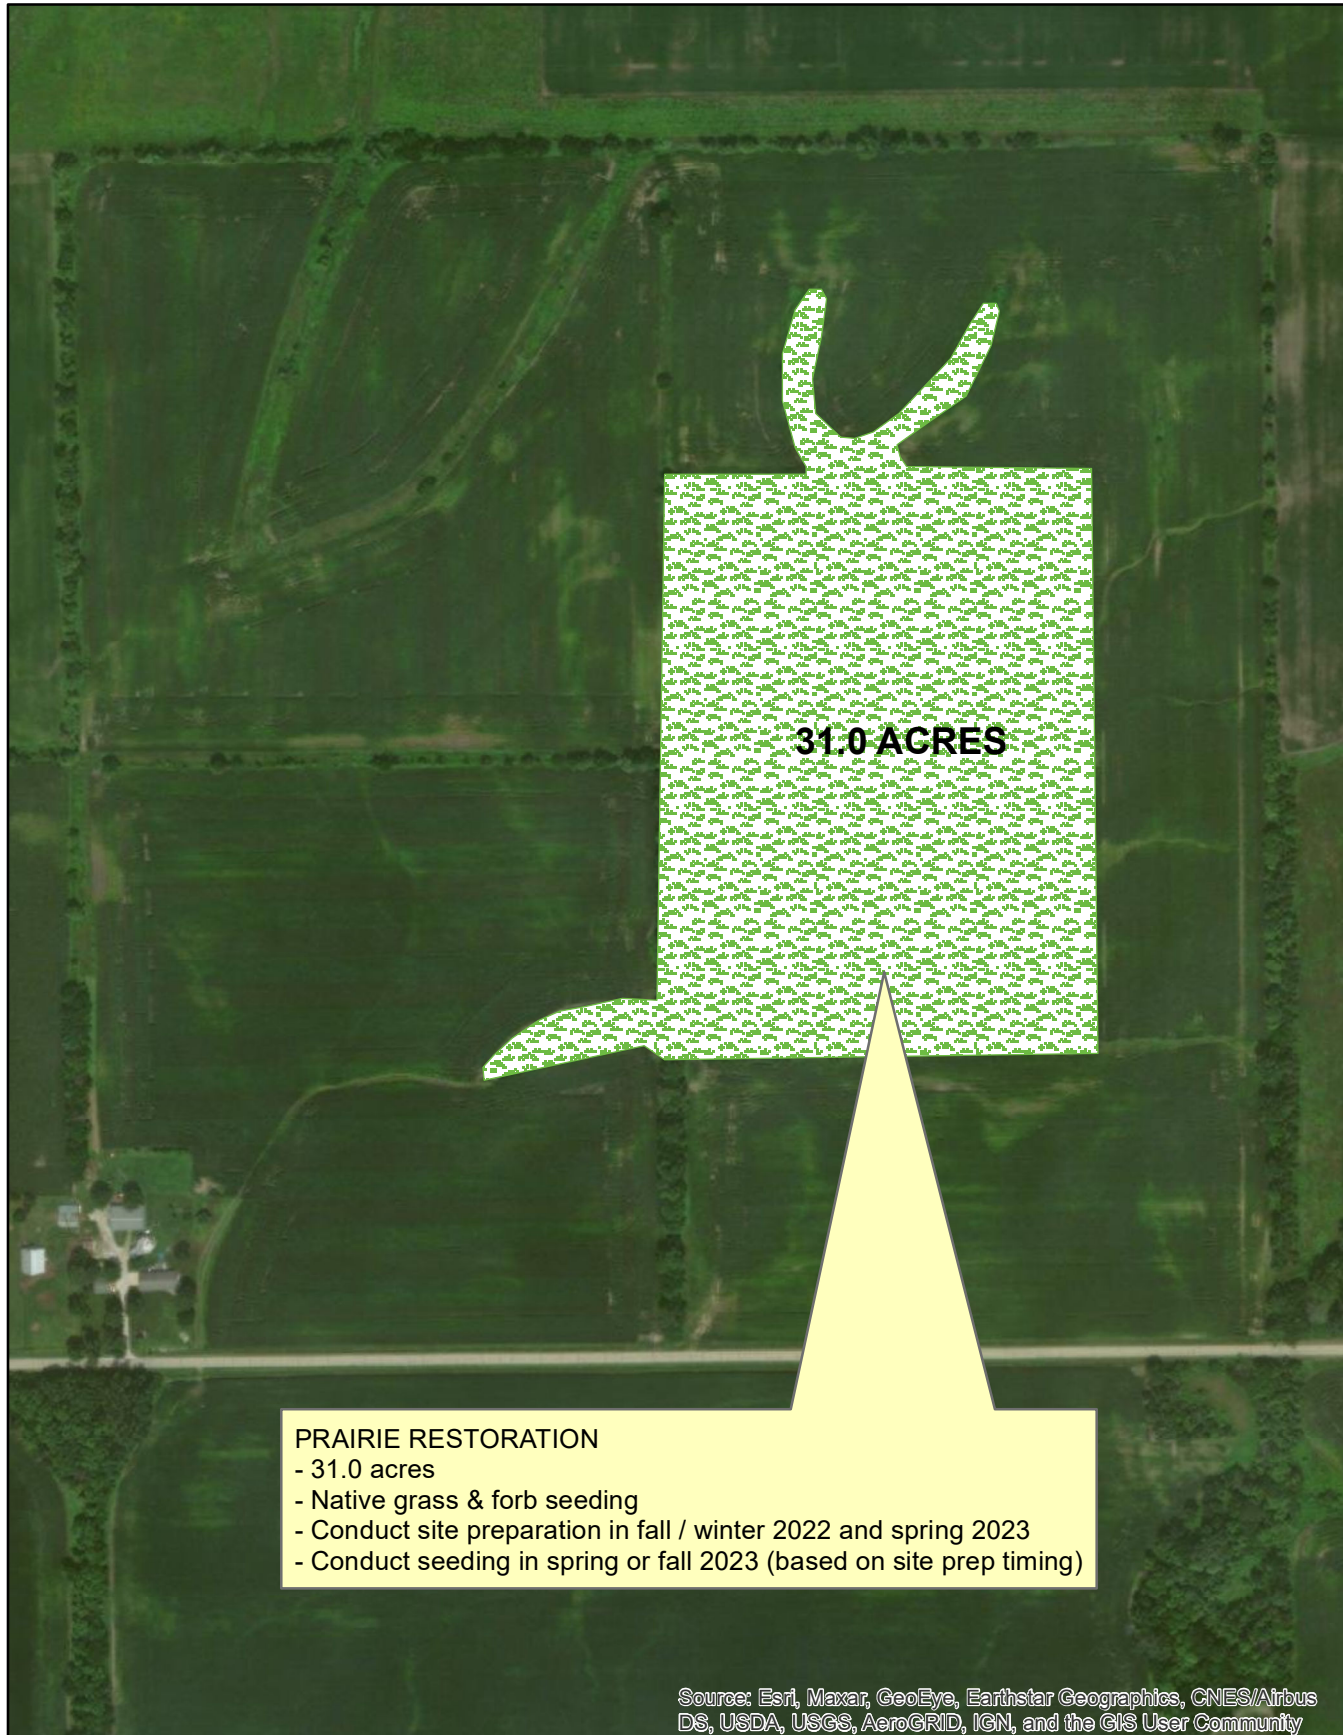 31.0 ACRES
PRAIRIE RESTORATION
- 31.0 acres
- Native grass & forb seeding
- Conduct site preparation in fall / winter 2022 and spring 2023
- Conduct seeding in spring or fall 2023 (based on site prep timing)
Source: Esri, Maxar, GeoEye, Earthstar Geographics, CNES/Airbus
DS, USDA, USGS, AeroGRID, IGN, and the GIS User Community